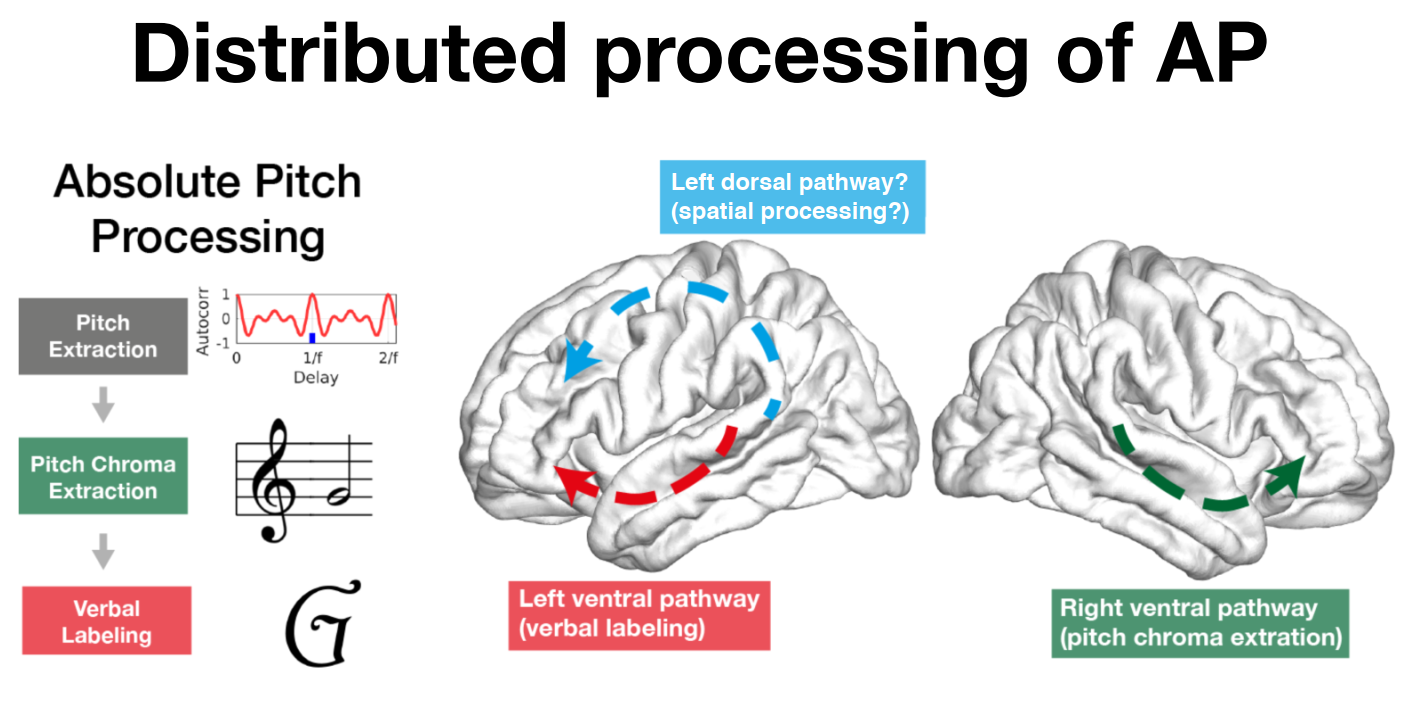 Distributed processing of AP
Absolute Pitch
Processing
Pitch
Extraction
Autocorr
1
0
-1
0
1/f
2/f
Delay
Pitch Chroma
Extraction
Verbal
Labeling
G
Left dorsal pathway?
(spatial processing?)
Left ventral pathway
(verbal labeling)
Right ventral pathway
(pitch chroma extration)